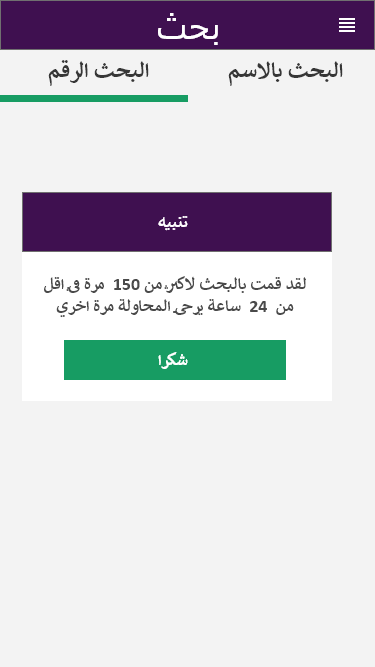 بحث
البحث بالاسم
البحث الرقم
تنبيه
لقد قمت بالبحث لاكثر من 150 مرة في اقل
من 24 ساعة يرجى المحاولة مرة اخري
شكرا